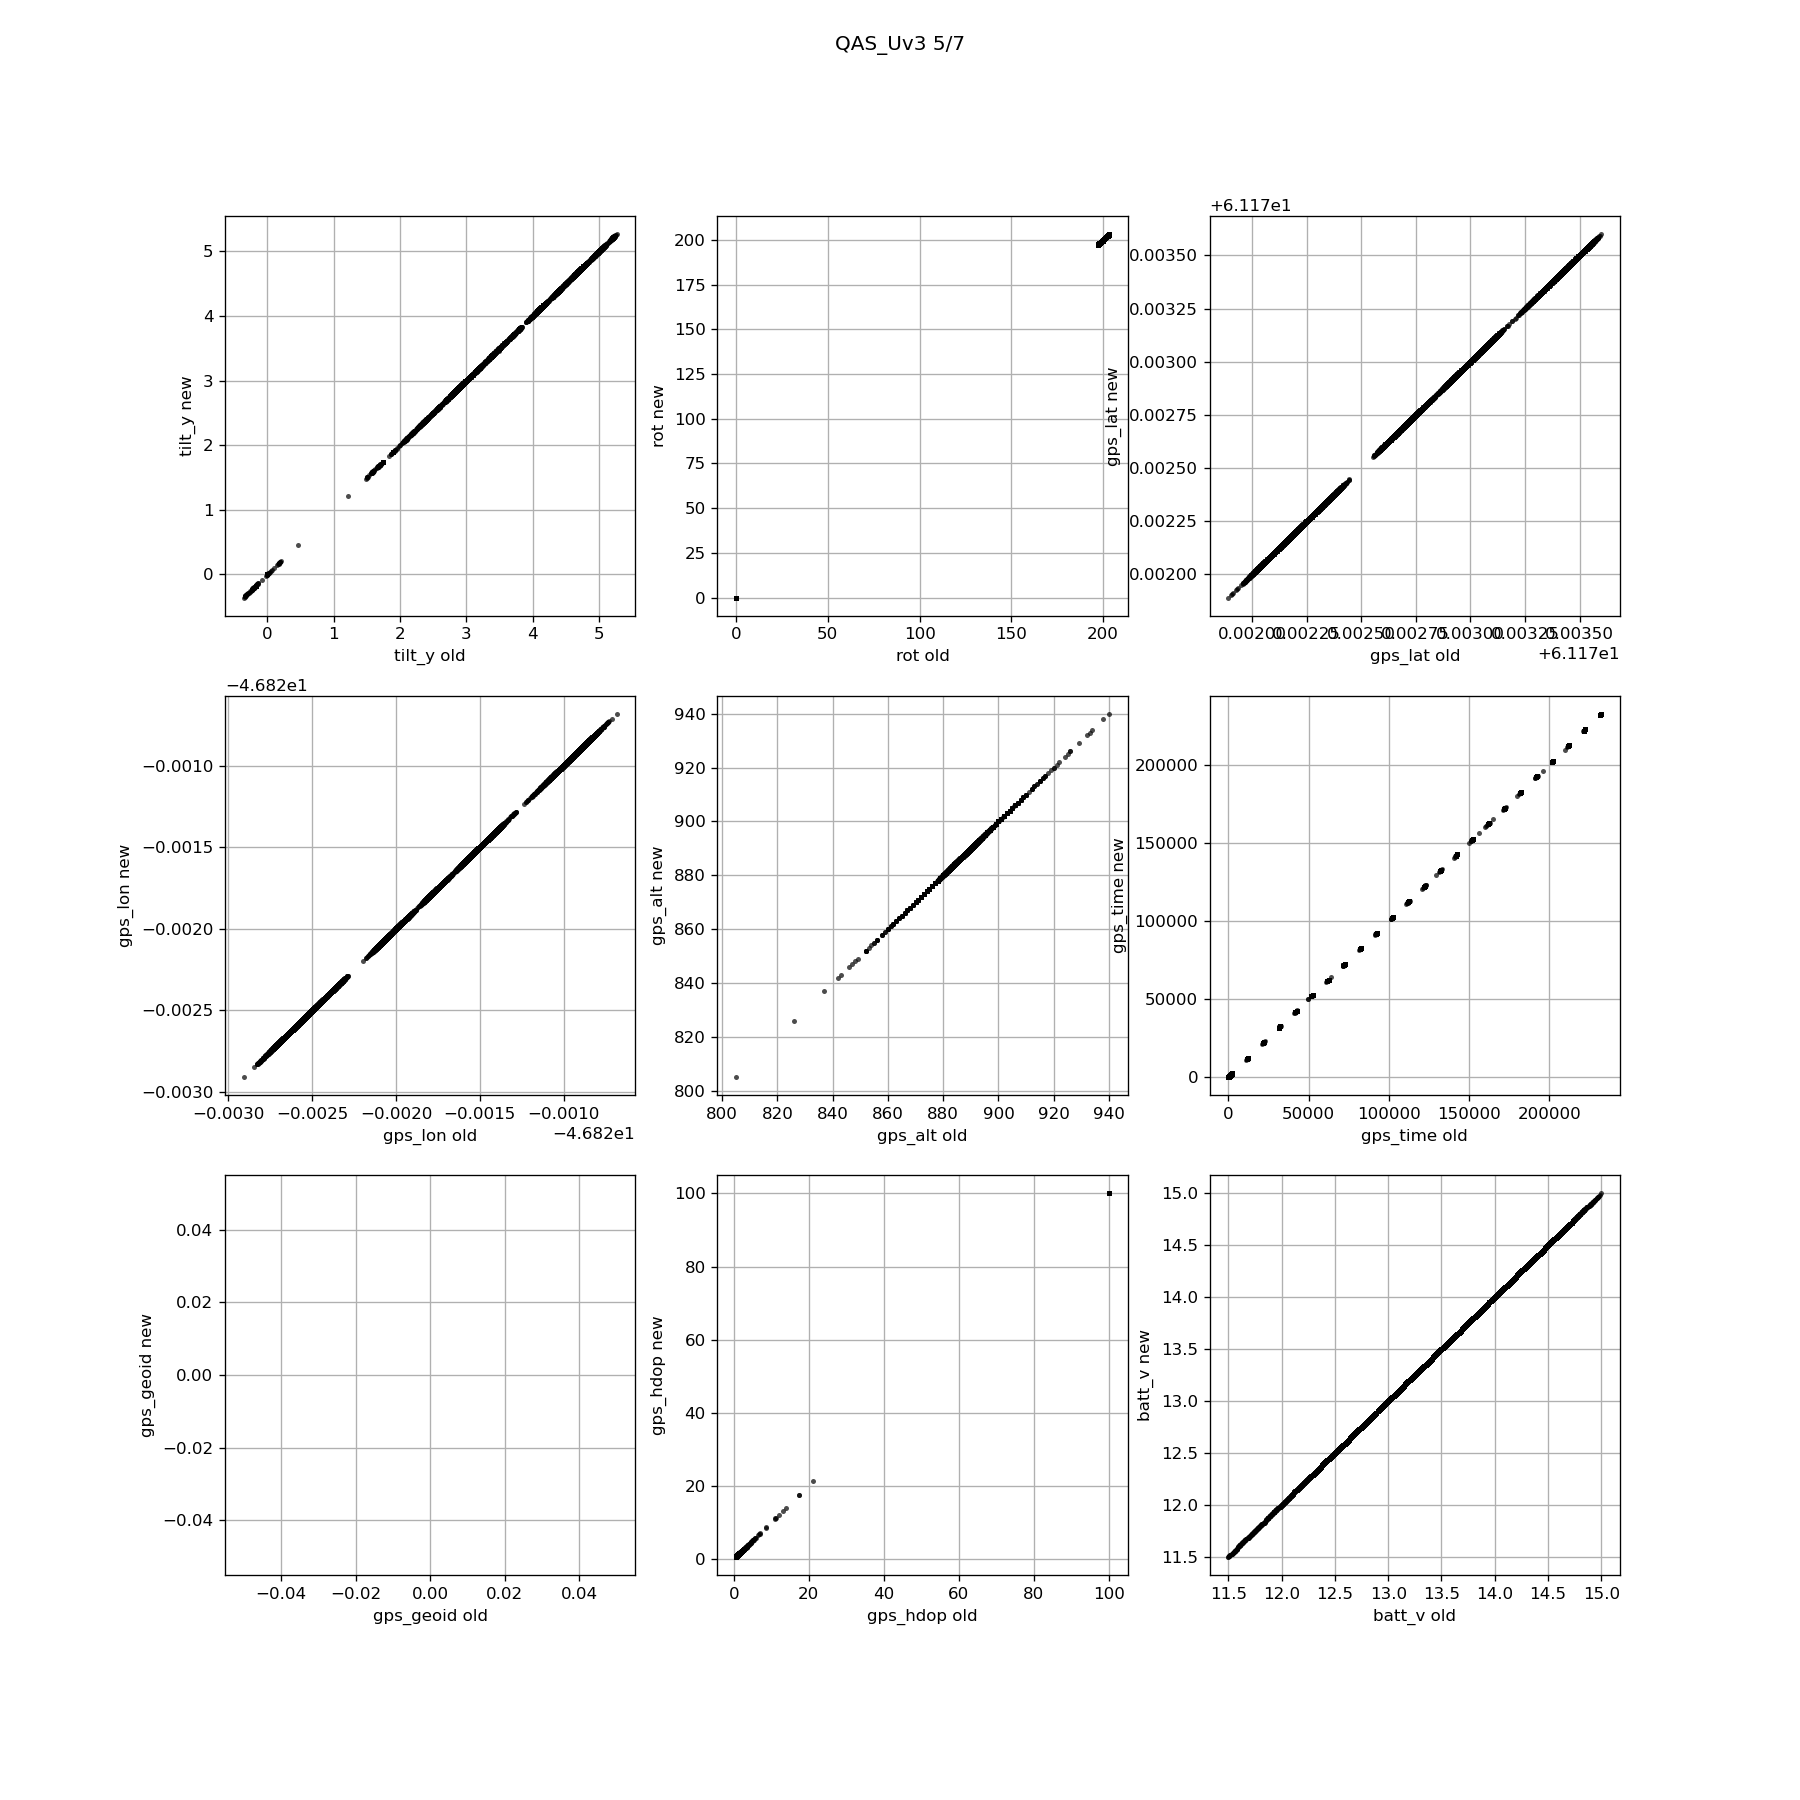 QAS_Uv3 5/7
tilt_y new
5
4
3
2
1
0
0 1 2 3 4 5
tilt_y old
rot new
200
175
150
125
100
75
50
25
0
0 50 100 150 200
rot old
+6.117e1
gps_lat new
0.00350
0.00325
0.00300
0.00275
0.00250
0.00225
0.00200
0.00200 0.00225 0.00250 0.00275 0.00300 0.00325 0.00350
gps_lat old
+6.117e1
−4.682e1
gps_lon new
−0.0010
−0.0015
−0.0020
−0.0025
−0.0030
−0.0030 −0.0025 −0.0020 −0.0015 −0.0010
gps_lon old
−4.682e1
gps_alt new
940
920
900
880
860
840
820
800
800 820 840 860 880 900 920 940
gps_alt old
gps_time new
200000
150000
100000
50000
0
0 50000 100000 150000 200000
gps_time old
gps_geoid new
0.04
0.02
0.00
−0.02
−0.04
−0.04 −0.02 0.00 0.02 0.04
gps_geoid old
gps_hdop new
100
80
60
40
20
0
0 20 40 60 80 100
gps_hdop old
batt_v new
15.0
14.5
14.0
13.5
13.0
12.5
12.0
11.5
11.5 12.0 12.5 13.0 13.5 14.0 14.5 15.0
batt_v old